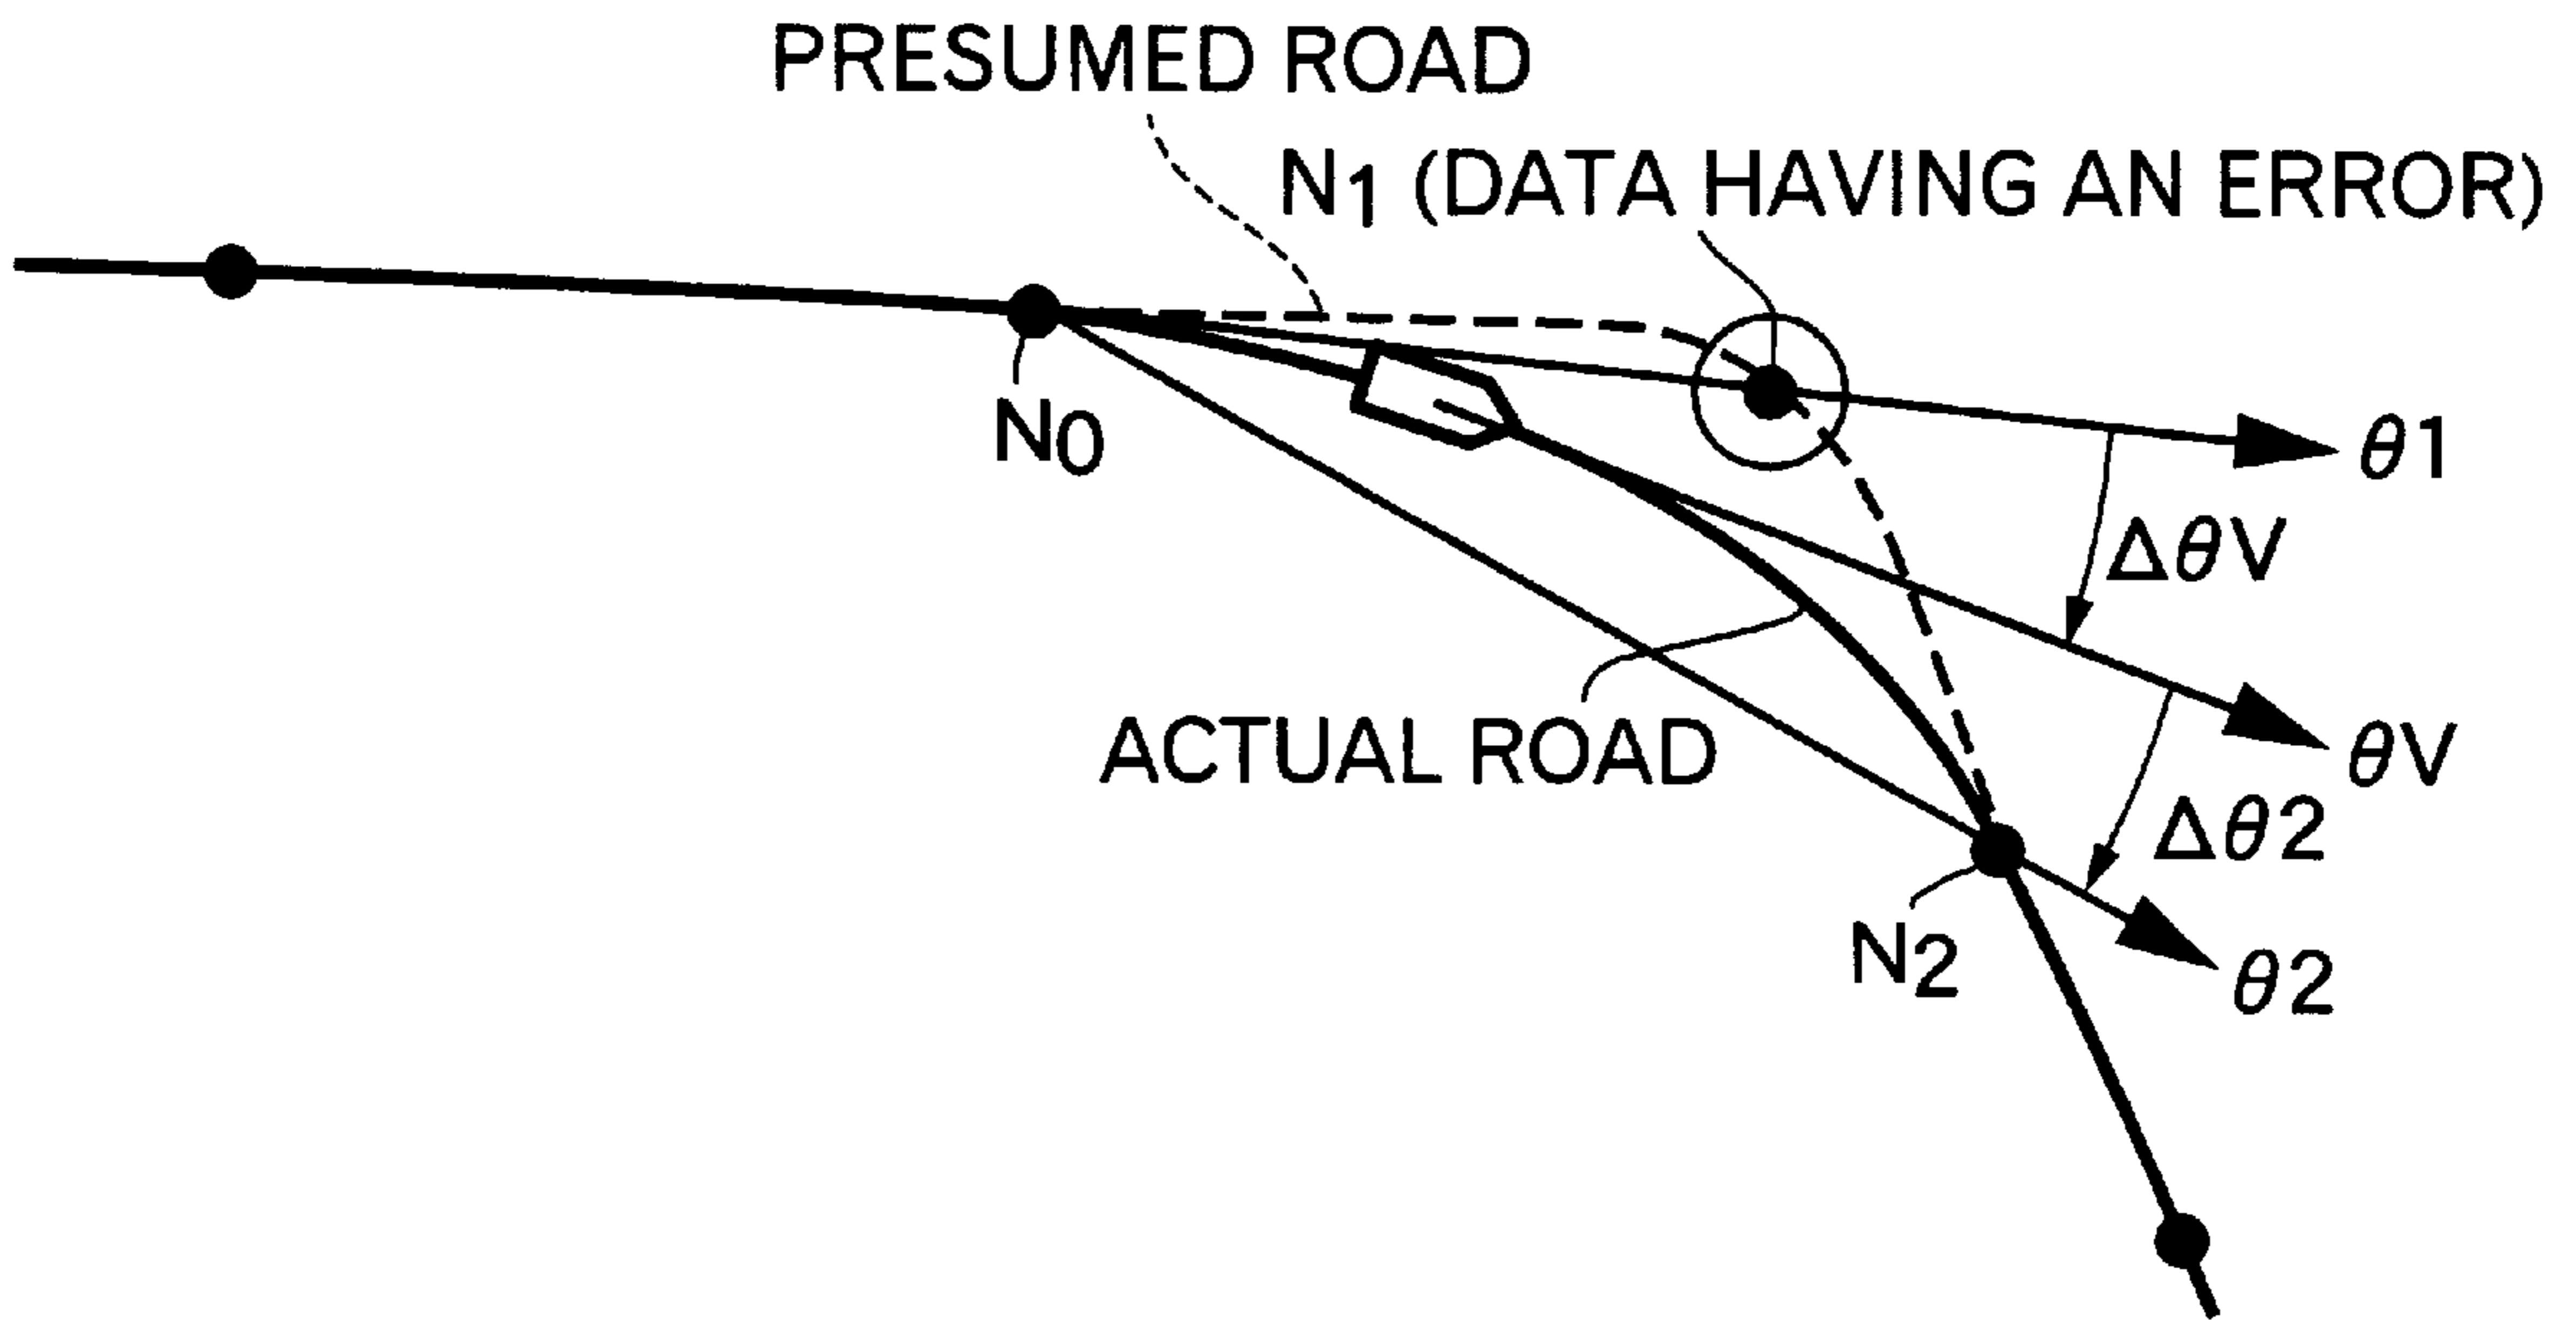 PRESUMED ROAD
N1 (DATA HAVING AN ERROR)
N0
θ1
ΔθV
θV
ACTUAL ROAD
Δθ2
N2
θ2